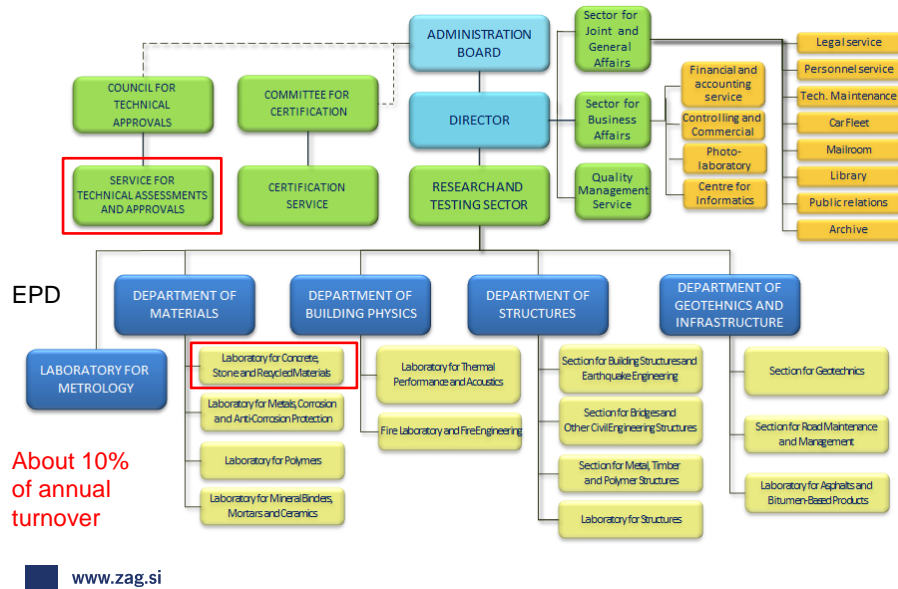 ADMINISTRATION
BOARD
Sector for
Joint and
General
Affairs
Legal service
Personnel service
Tech. Maintenance
Car Fleet
Mailroom
Library
Public relations
Archive
COUNCIL FOR
TECHNICAL
APPROVALS
COMMITTEE FOR
CERTIFICATION
DIRECTOR
Sector for
Business
Affairs
Financial and
accounting
service
Controlling and
Commercial
Photo-
laboratory
Centre for
Informatics
SERVICE FOR
TECHNICAL ASSESSMENTS
AND APPROVALS
CERTIFICATION
SERVICE
RESEARCH AND
TESTING SECTOR
Quality
Management
Service
EPD
DEPARTMENT OF
MATERIALS
DEPARTMENT OF
BUILDING PHYSICS
DEPARTMENT OF
STRUCTURES
DEPARTMENT
OF GEOTEHNICS AND
INFRASTRUCTURE
LABORATORY FOR
METROLOGY
Laboratory for Concrete,
Stone and Recycled Materials
Laboratory for Metals, Corrosion
and Anti-Corrosion Protection
Laboratory for Polymers
Laboratory for Mineral Binders,
Mortars and Ceramics
Laboratory for Thermal
Performance and Acoustics
Fire Laboratory and Fire Engineering
Section for Building Structures and
Earthquake Engineering
Section for Bridges and
Other Civil Engineering Structures
Section for Metal, Timber
and Polymer Structures
Laboratory for Structures
Section for Geotechnics
Section for Road Maintenance
and Management
Laboratory for Asphalts and
Bitumen-Based Products
About 10%
of annual
turnover
www.zag.si